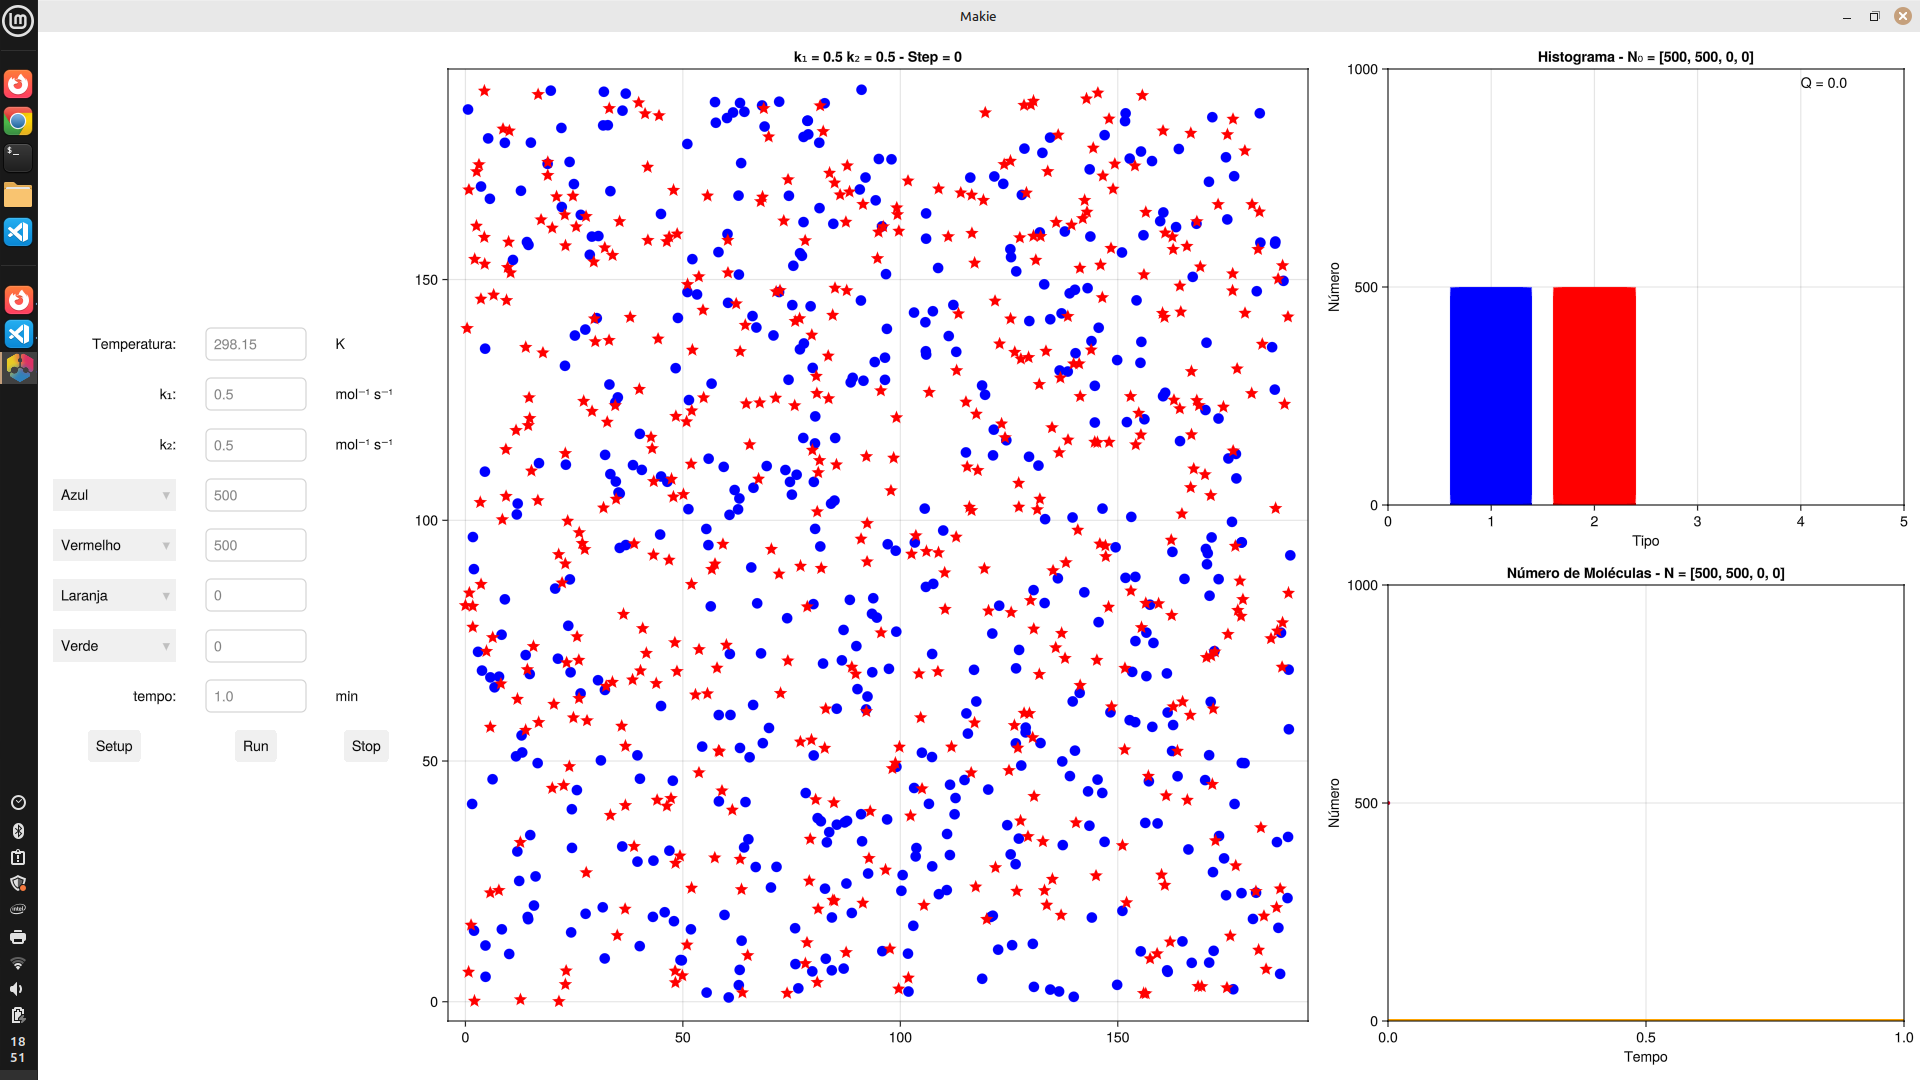 Makie
Temperatura: 298.15 K
k₁: 0.5 mol⁻¹ s⁻¹
k₂: 0.5 mol⁻¹ s⁻¹
Azul ▼ 500
Vermelho ▼ 500
Laranja ▼ 0
Verde ▼ 0
tempo: 1.0 min
Setup Run Stop
k₁ = 0.5 k₂ = 0.5 - Step = 0
150
100
50
0
0 50 100 150
Histograma - N₀ = [500, 500, 0, 0]
Q = 0.0
Número
1000
500
0
0 1 2 3 4 5
Tipo
Número de Moléculas - N = [500, 500, 0, 0]
Número
1000
500
0
0.0 0.5 1.0
Tempo
18
51